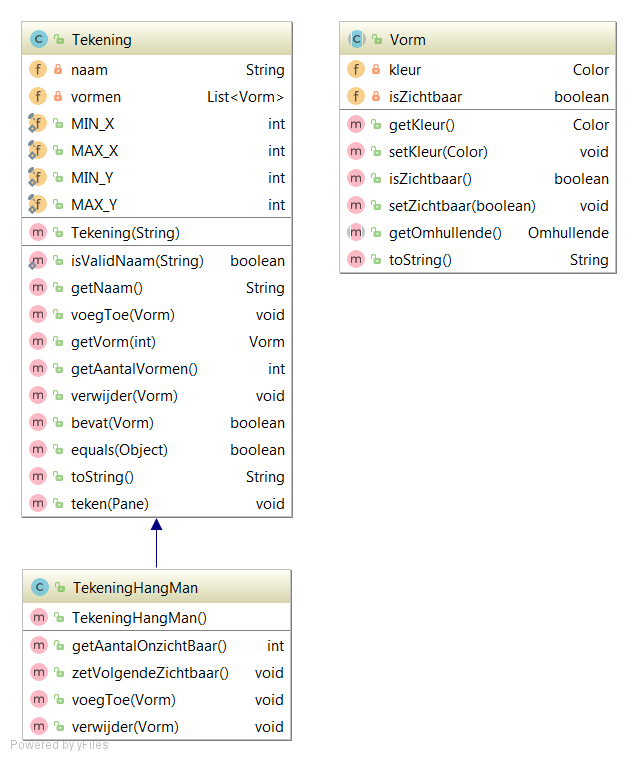 Tekening
naam String
vormen List<Vorm>
MIN_X int
MAX_X int
MIN_Y int
MAX_Y int
Tekening(String)
isValidNaam(String) boolean
getNaam() String
voegToe(Vorm) void
getVorm(int) Vorm
getAantalVormen() int
verwijder(Vorm) void
bevat(Vorm) boolean
equals(Object) boolean
toString() String
teken(Pane) void
Vorm
kleur Color
isZichtbaar boolean
getKleur() Color
setKleur(Color) void
isZichtbaar() boolean
setZichtbaar(boolean) void
getOmhullende() Omhullende
toString() String
TekeningHangMan
TekeningHangMan()
getAantalOnzichtBaar() int
zetVolgendeZichtbaar() void
voegToe(Vorm) void
verwijder(Vorm) void
Powered by yFiles